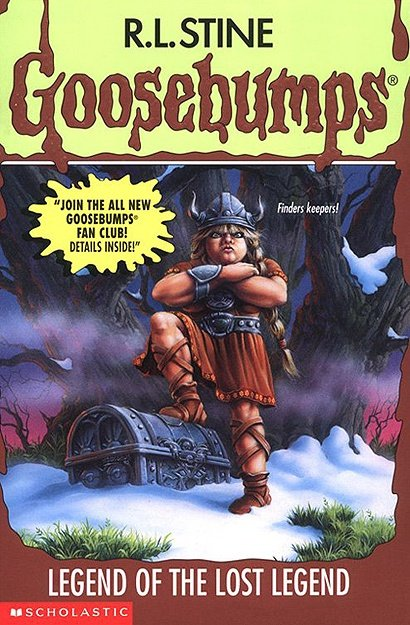 R.L. STINE
Goosebumps®
"JOIN THE ALL NEW
GOOSEBUMPS®
FAN CLUB!
DETAILS INSIDE!"
Finders keepers!
LEGEND OF THE LOST LEGEND
SCHOLASTIC